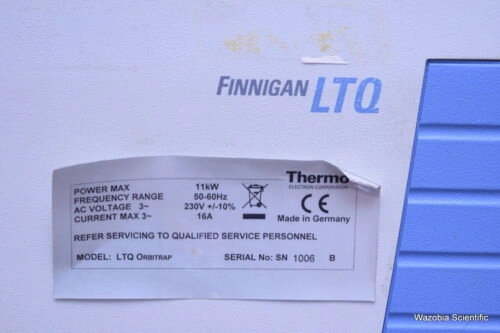 FINNIGAN LTQ
POWER MAX 11kW
FREQUENCY RANGE 50-60Hz
AC VOLTAGE 3~ 230V +/-10%
CURRENT MAX 3~ 16A
Thermo
ELECTRON CORPORATION
CE
Made in Germany
REFER SERVICING TO QUALIFIED SERVICE PERSONNEL
MODEL: LTQ ORBITRAP SERIAL NO: SN 1006 B
Wazobia Scientific